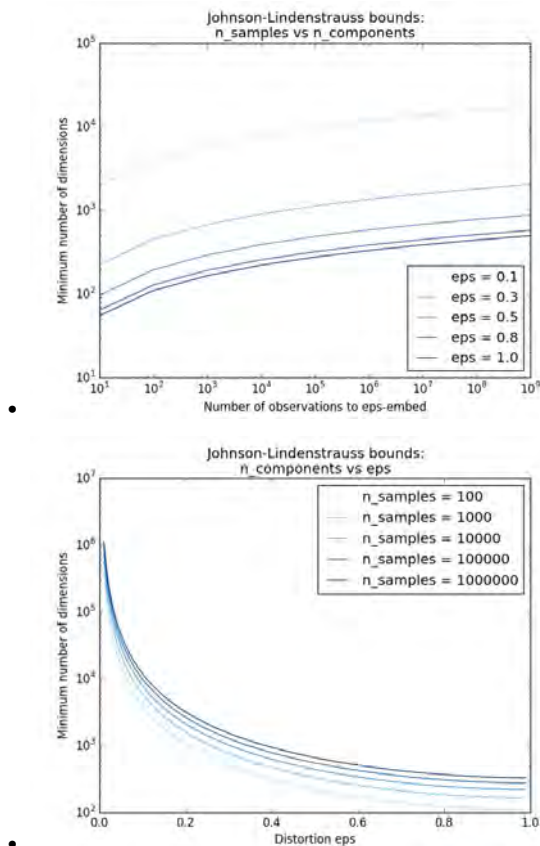 Johnson-Lindenstrauss bounds:
n_samples vs n_components
10^5
10^4
10^3
10^2
10^1
Minimum number of dimensions
eps = 0.1
eps = 0.3
eps = 0.5
eps = 0.8
eps = 1.0
10^1 10^2 10^3 10^4 10^5 10^6 10^7 10^8 10^9
Number of observations to eps-embed
Johnson-Lindenstrauss bounds:
n_components vs eps
10^7
10^6
10^5
10^4
10^3
10^2
Minimum number of dimensions
n_samples = 100
n_samples = 1000
n_samples = 10000
n_samples = 100000
n_samples = 1000000
0.0 0.2 0.4 0.6 0.8 1.0
Distortion eps